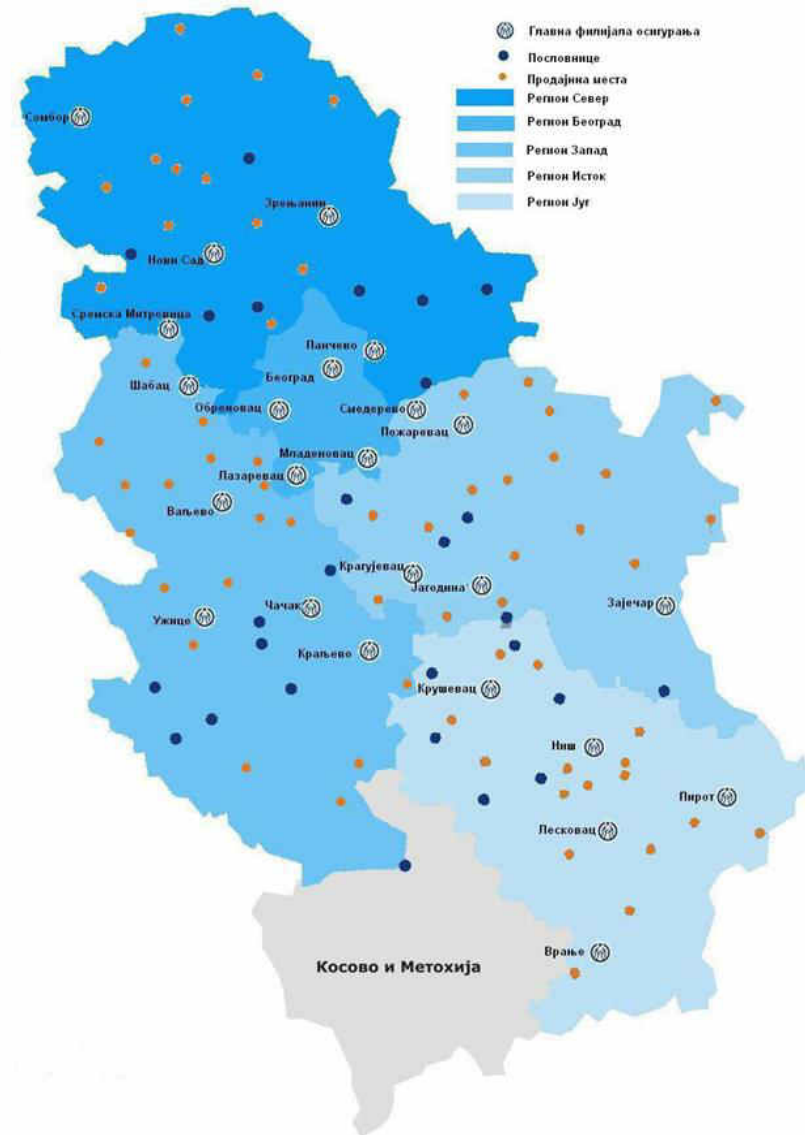 Главна филијала осигурања
Пословнице
Продајна места
Регион Север
Регион Београд
Регион Запад
Регион Исток
Регион Југ
Сомбор
Зрењанин
Нови Сад
Сремска Митровица
Панчево
Београд
Шабац
Обреновац
Смедерево
Пожаревац
Младеновац
Лазаревац
Ваљево
Крагујевац
Јагодина
Зајечар
Чачак
Ужице
Краљево
Крушевац
Ниш
Пирот
Лесковац
Врање
Косово и Метохија